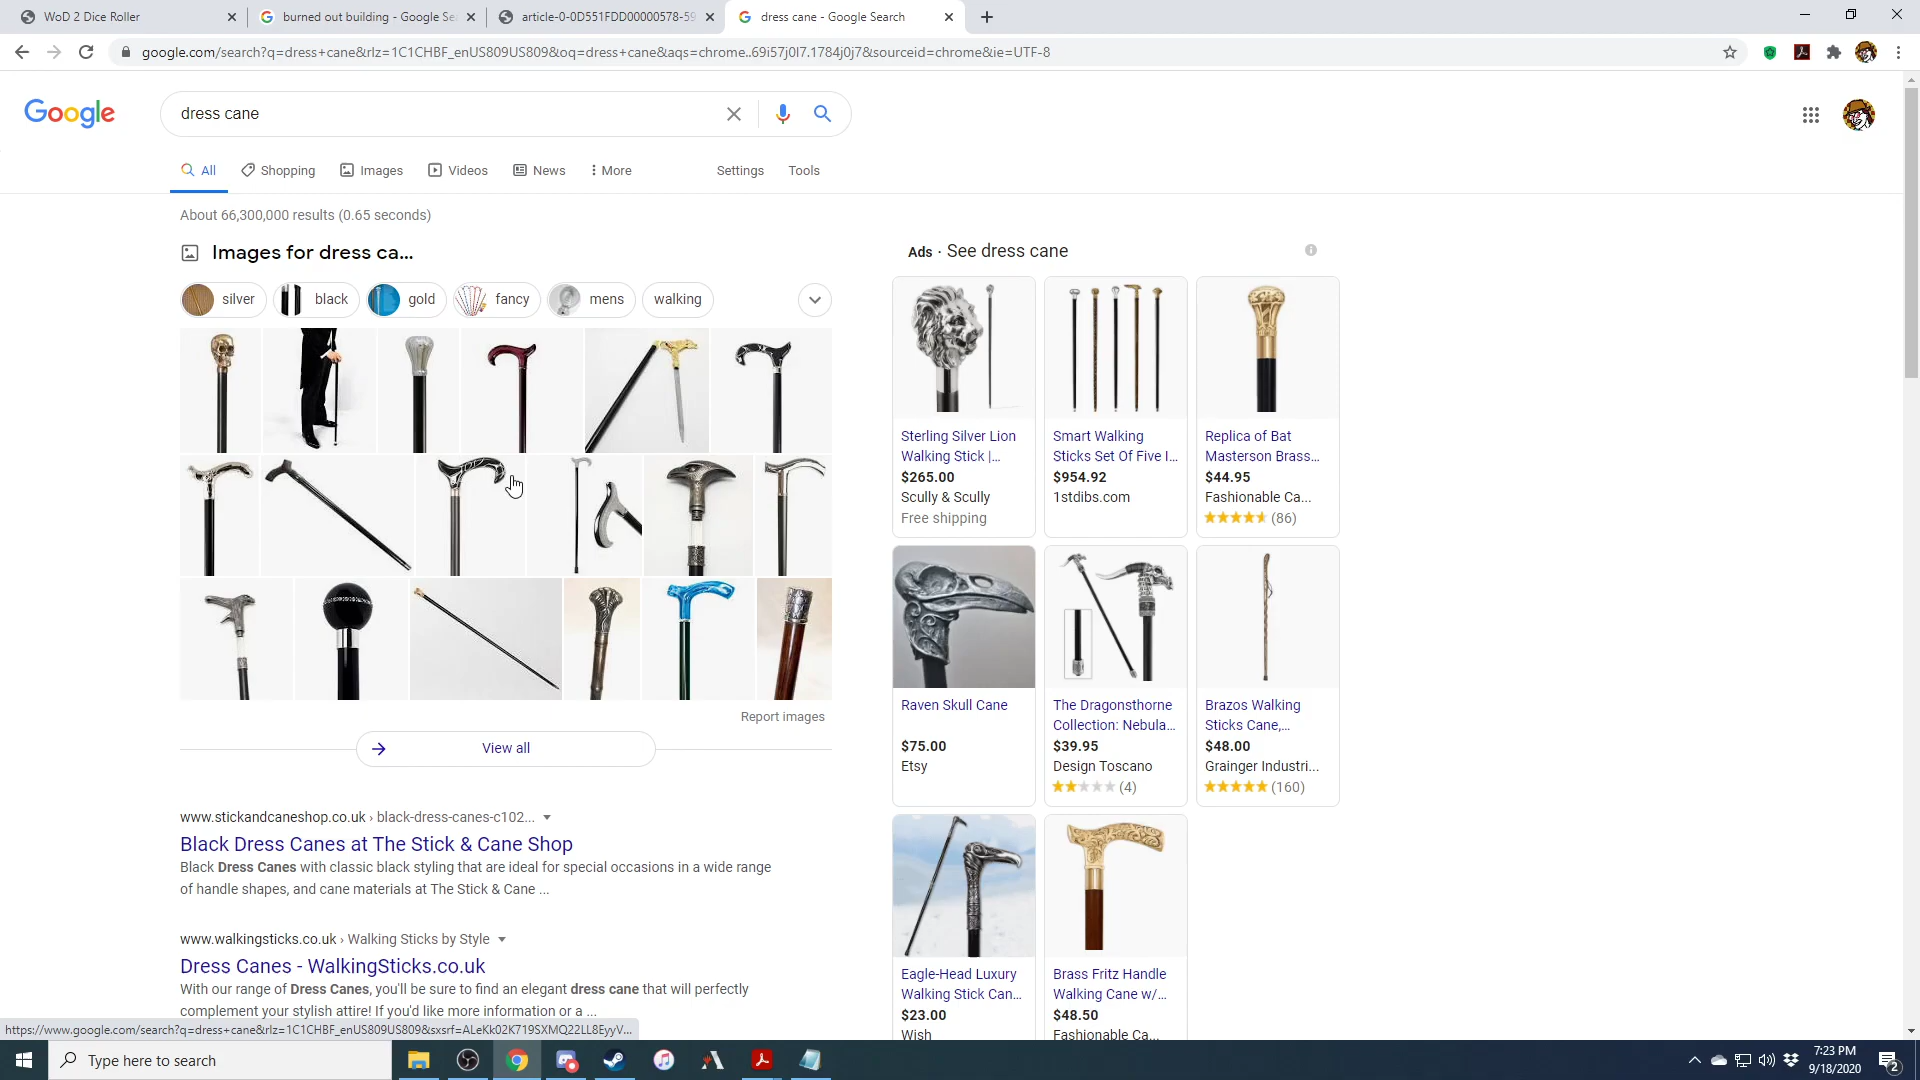 WoD 2 Dice Roller
burned out building - Google Se
article-0-0D551FDD00000578-59
dress cane - Google Search
google.com/search?q=dress+cane&rlz=1C1CHBF_enUS809US809&oq=dress+cane&aqs=chrome..69i57j0l7.1784j0j7&sourceid=chrome&ie=UTF-8
Google
dress cane
All
Shopping
Images
Videos
News
More
Settings
Tools
About 66,300,000 results (0.65 seconds)
Images for dress ca...
silver
black
gold
fancy
mens
walking
Report images
View all
www.stickandcaneshop.co.uk › black-dress-canes-c102...
Black Dress Canes at The Stick & Cane Shop
Black Dress Canes with classic black styling that are ideal for special occasions in a wide range
of handle shapes, and cane materials at The Stick & Cane ...
www.walkingsticks.co.uk › Walking Sticks by Style
Dress Canes - WalkingSticks.co.uk
With our range of Dress Canes, you'll be sure to find an elegant dress cane that will perfectly
complement your stylish attire! If you'd like more information or a ...
Ads · See dress cane
Sterling Silver Lion
Walking Stick |...
$265.00
Scully & Scully
Free shipping
Smart Walking
Sticks Set Of Five I...
$954.92
1stdibs.com
Replica of Bat
Masterson Brass...
$44.95
Fashionable Ca...
(86)
Raven Skull Cane
$75.00
Etsy
The Dragonsthorne
Collection: Nebula...
$39.95
Design Toscano
(4)
Brazos Walking
Sticks Cane,...
$48.00
Grainger Industri...
(160)
Eagle-Head Luxury
Walking Stick Can...
$23.00
Wish
Brass Fritz Handle
Walking Cane w/...
$48.50
Fashionable Ca...
https://www.google.com/search?q=dress+cane&rlz=1C1CHBF_enUS809US809&sxsrf=ALeKk02K719SXMQ22LL8EyyV...
Type here to search
7:23 PM
9/18/2020
2